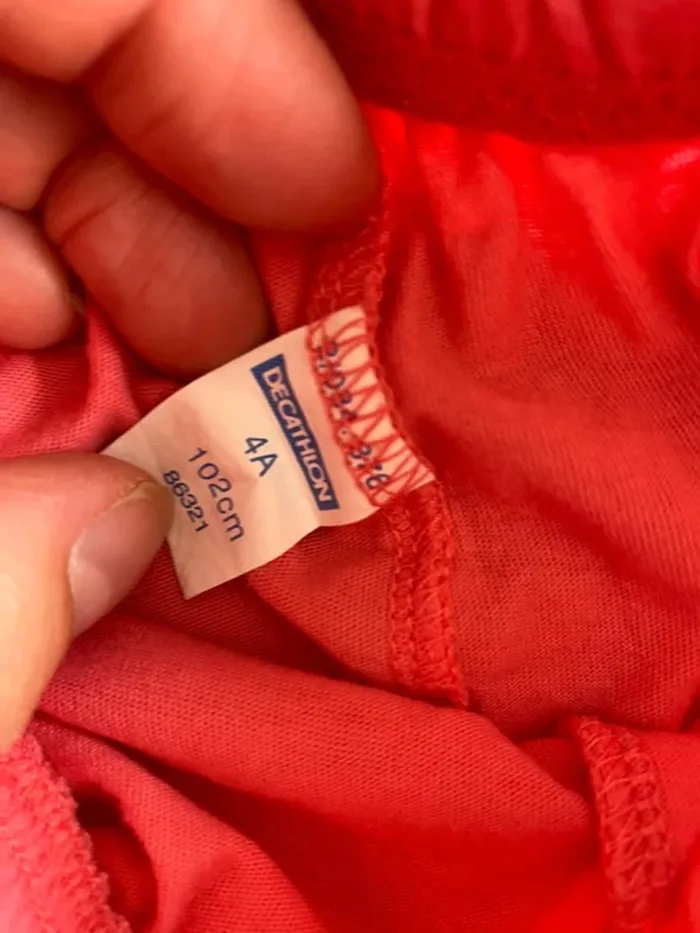 DECATHLON
4A
102cm
86321